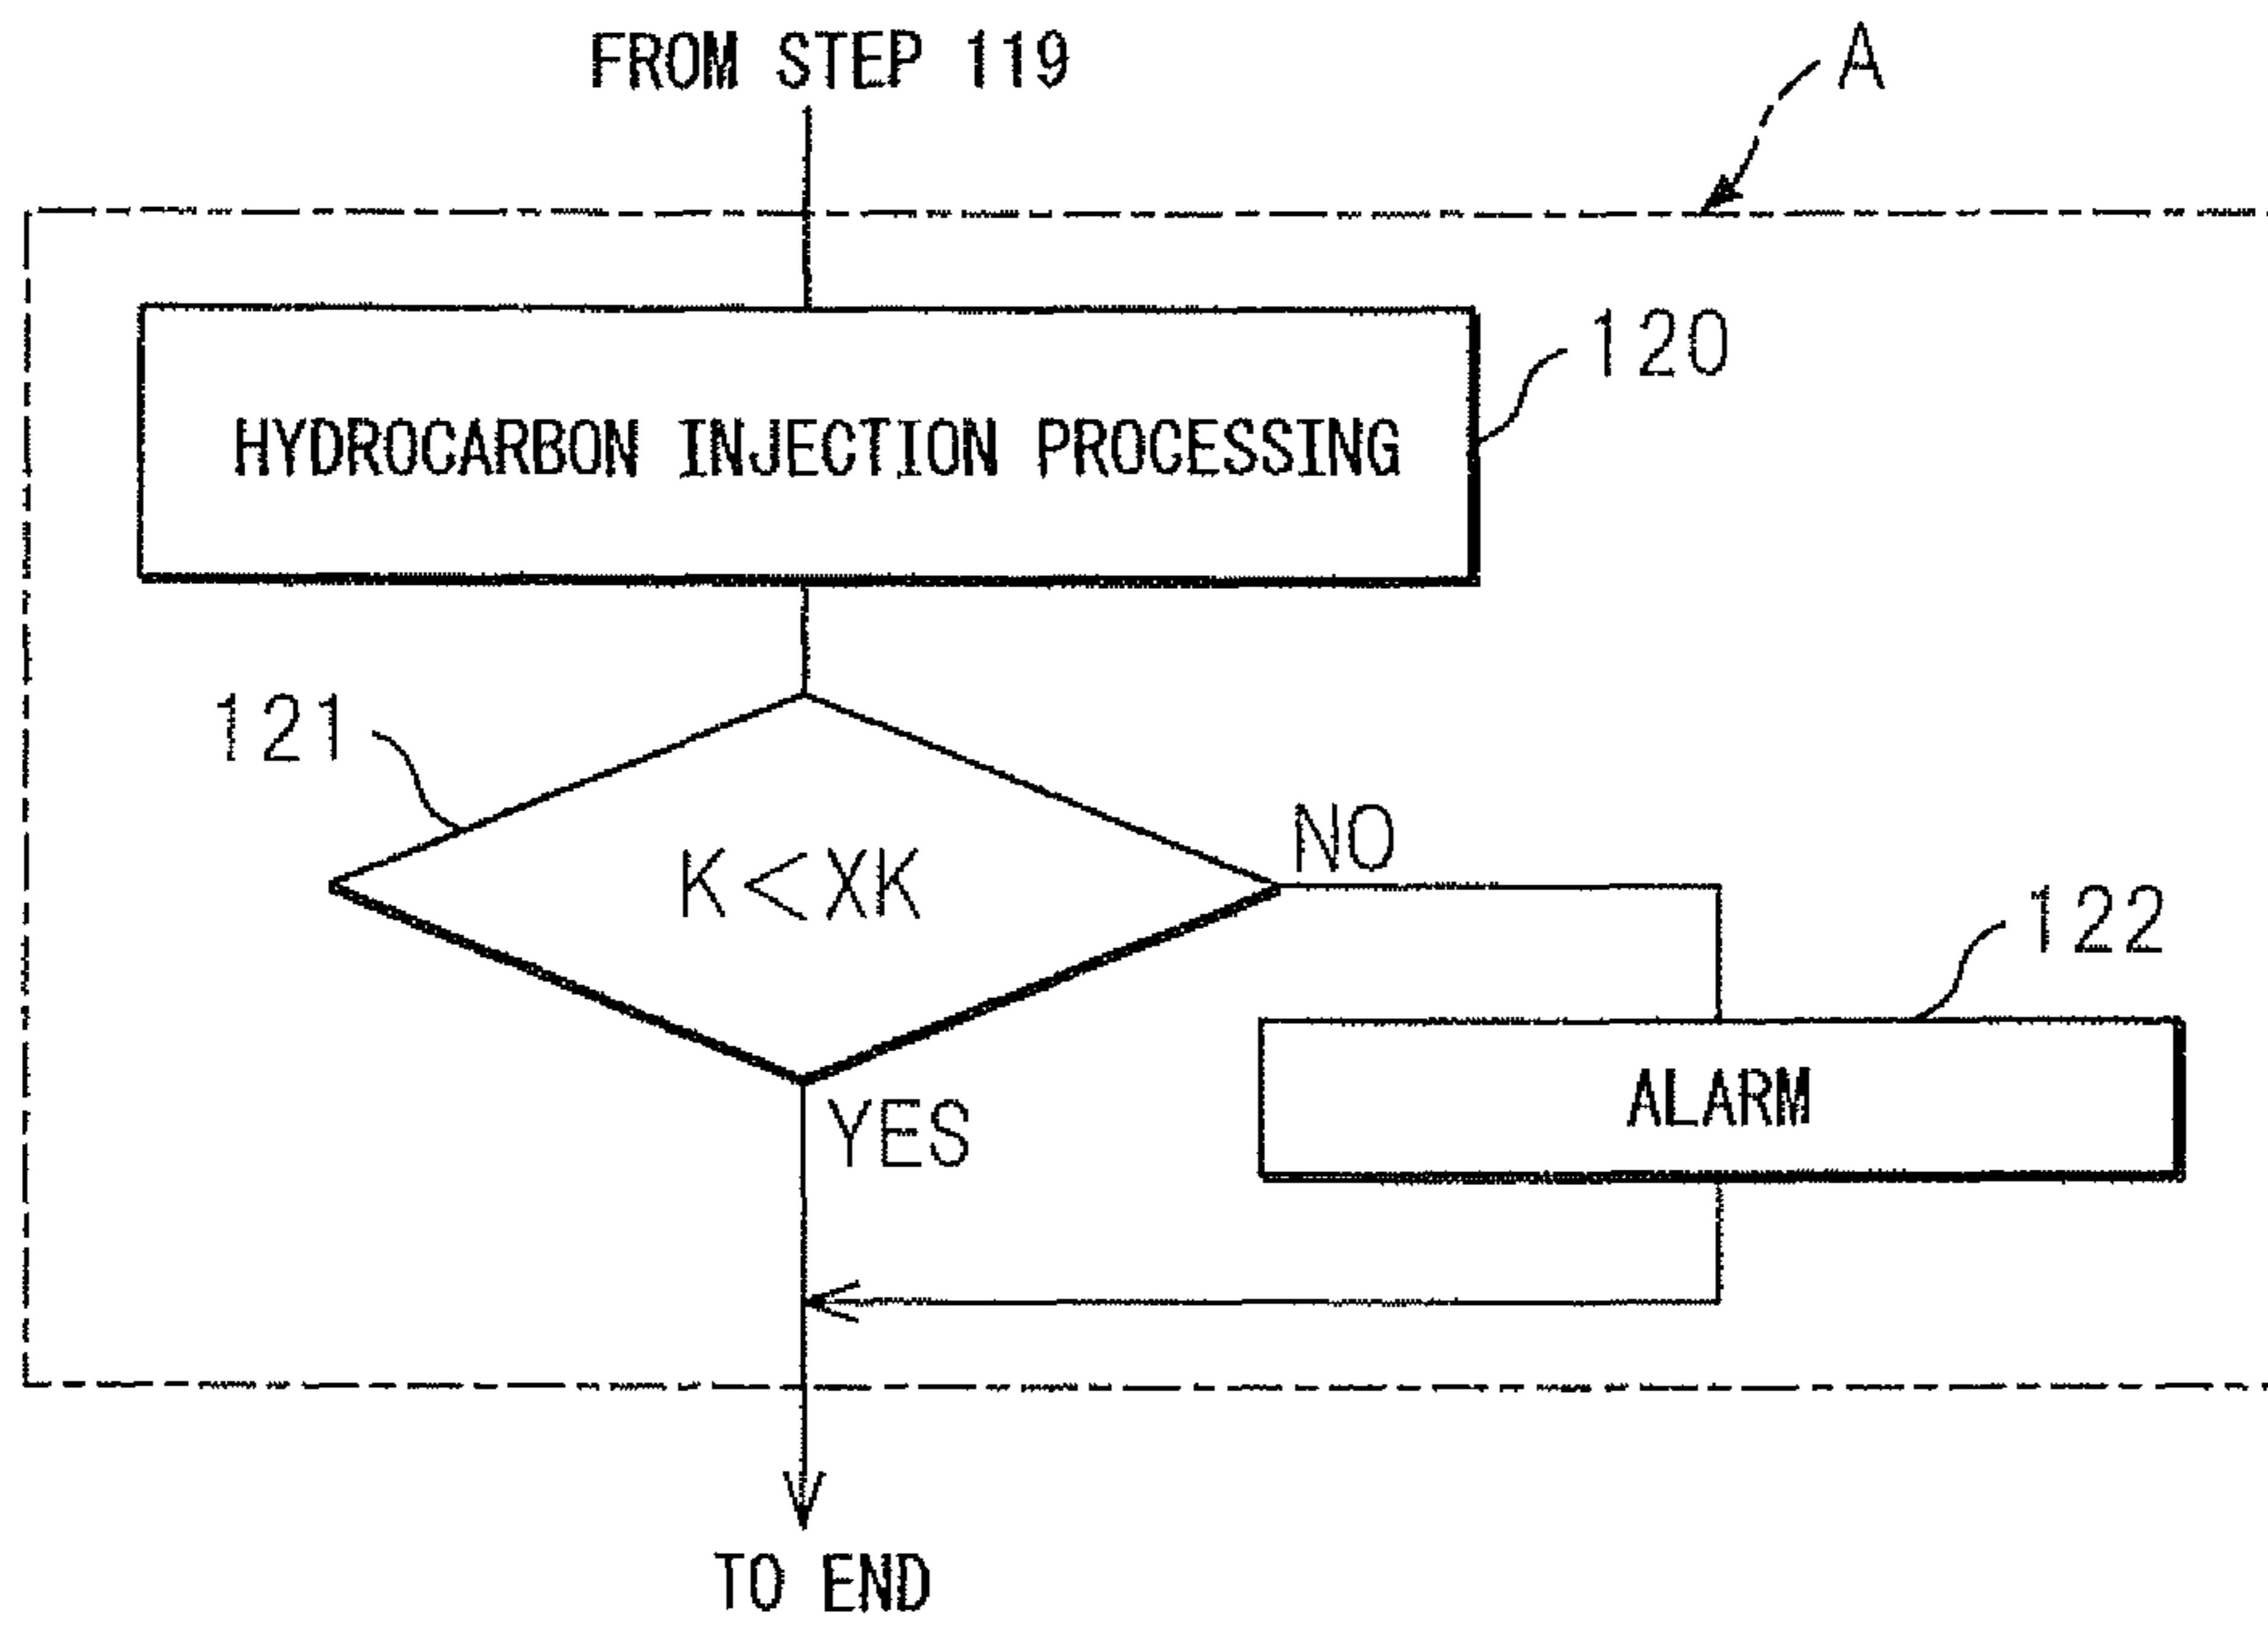 FROM STEP 119
A
120
HYDROCARBON INJECTION PROCESSING
121
K<XK
NO
122
ALARM
YES
TO END